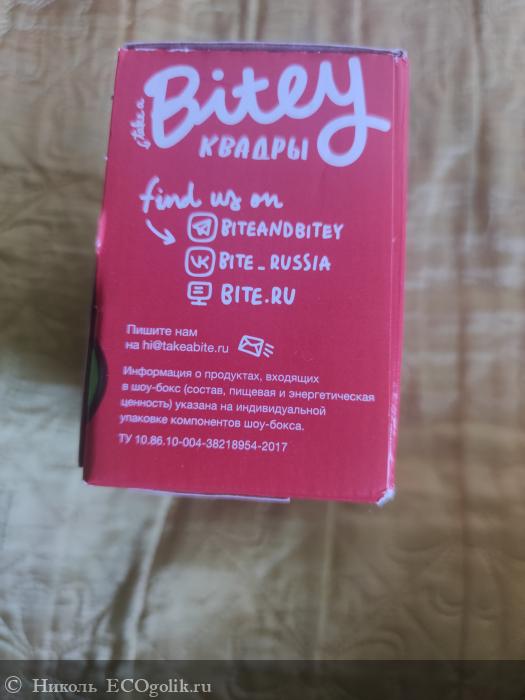 take a
Bitey
КВАДРЫ
find us on
BITEANDBITEY
VK BITE_RUSSIA
BITE.RU
Пишите нам
на hi@takeabite.ru
Информация о продуктах, входящих
в шоу-бокс (состав, пищевая и энергетическая
ценность) указана на индивидуальной
упаковке компонентов шоу-бокса.
ТУ 10.86.10-004-38218954-2017
© Николь ECOgolik.ru